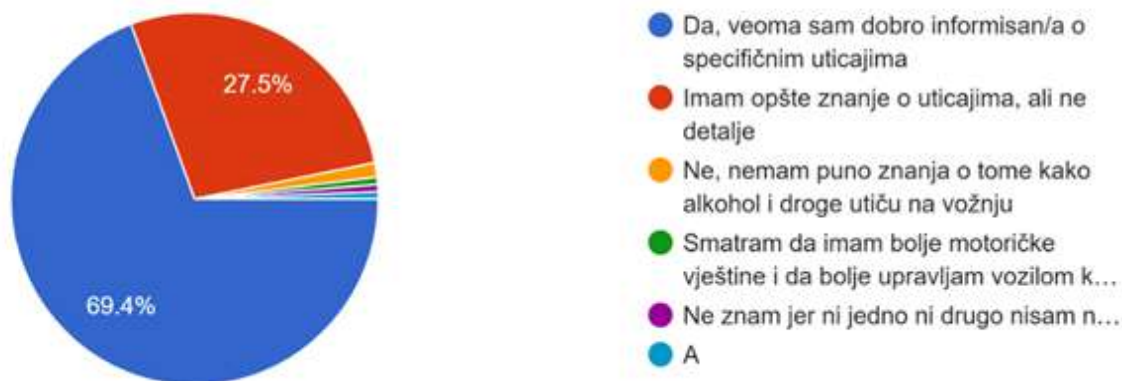 27.5%
69.4%
Da, veoma sam dobro informisan/a o
specifičnim uticajima
Imam opšte znanje o uticajima, ali ne
detalje
Ne, nemam puno znanja o tome kako
alkohol i droge utiču na vožnju
Smatram da imam bolje motoričke
vještine i da bolje upravljam vozilom k...
Ne znam jer ni jedno ni drugo nisam n...
A